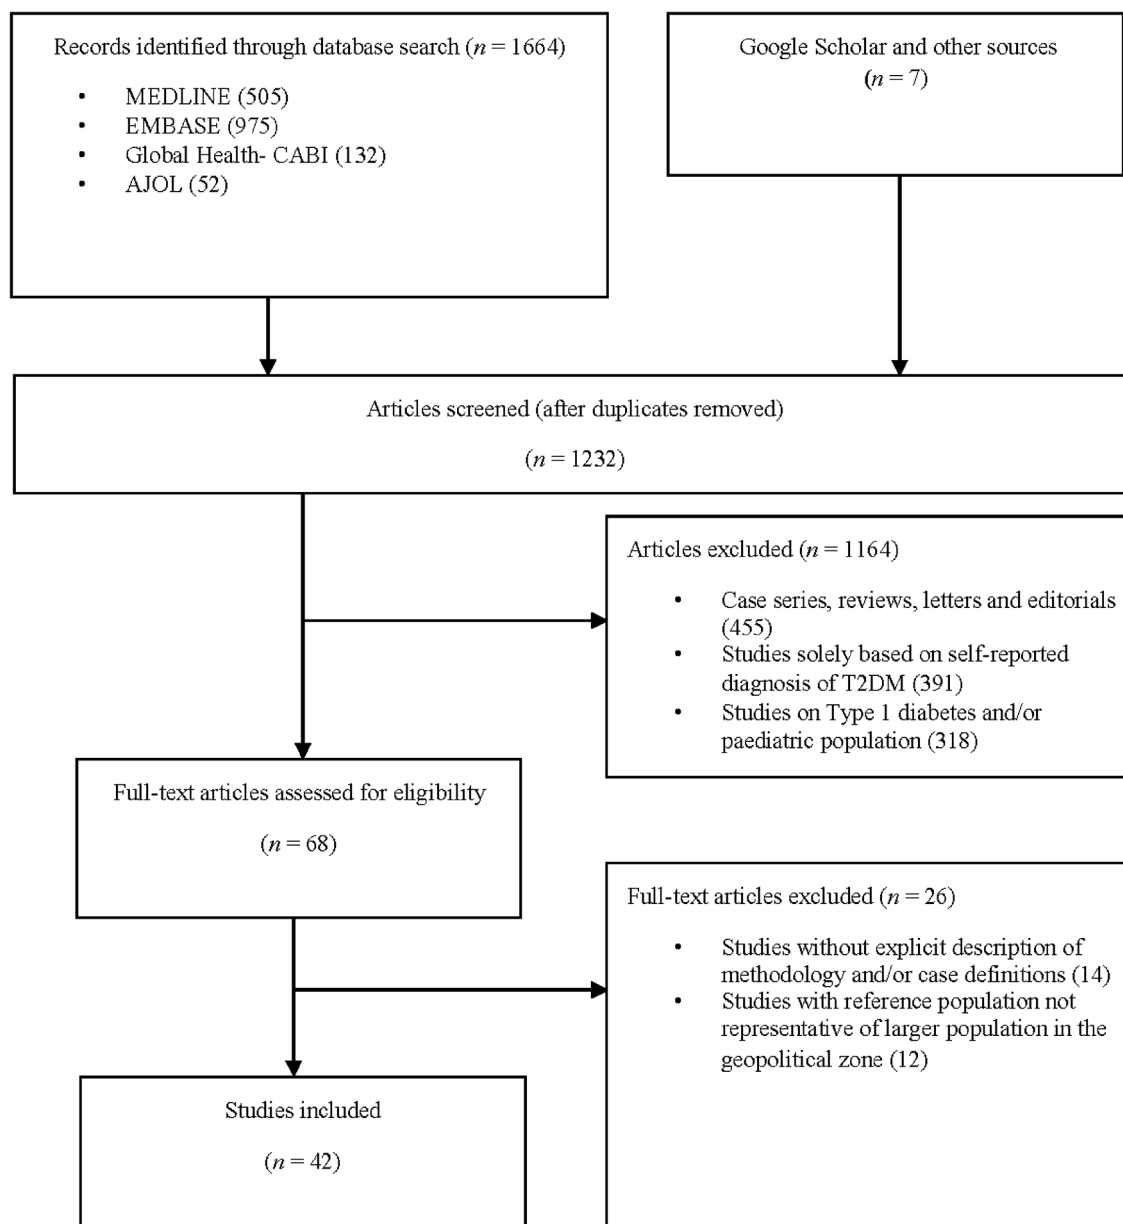 Records identified through database search (n = 1664)
• MEDLINE (505)
• EMBASE (975)
• Global Health- CABI (132)
• AJOL (52)
Google Scholar and other sources
(n = 7)
Articles screened (after duplicates removed)
(n = 1232)
Articles excluded (n = 1164)
• Case series, reviews, letters and editorials
(455)
• Studies solely based on self-reported
diagnosis of T2DM (391)
• Studies on Type 1 diabetes and/or
paediatric population (318)
Full-text articles assessed for eligibility
(n = 68)
Full-text articles excluded (n = 26)
• Studies without explicit description of
methodology and/or case definitions (14)
• Studies with reference population not
representative of larger population in the
geopolitical zone (12)
Studies included
(n = 42)